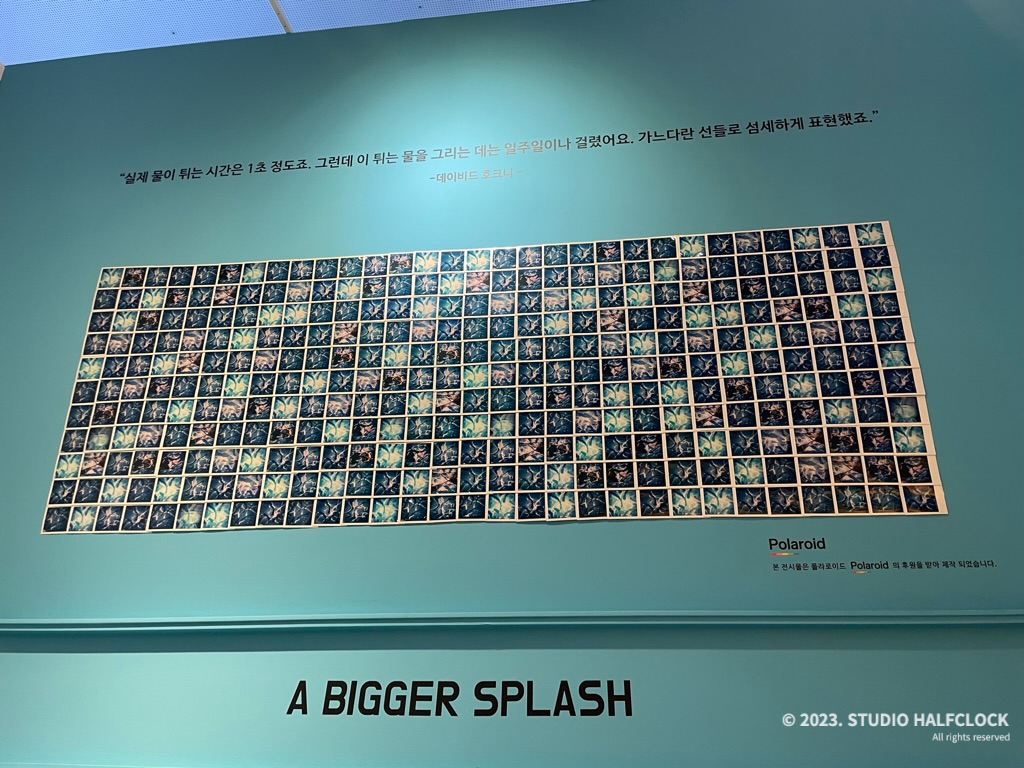 “실제 물이 튀는 시간은 1초 정도죠. 그런데 이 튀는 물을 그리는 데는 일주일이나 걸렸어요. 가느다란 선들로 섬세하게 표현했죠.”
-데이비드 호크니 -
Polaroid
본 전시물은 폴라로이드 Polaroid 의 후원을 받아 제작 되었습니다.
A BIGGER SPLASH
© 2023. STUDIO HALFCLOCK
All rights reserved